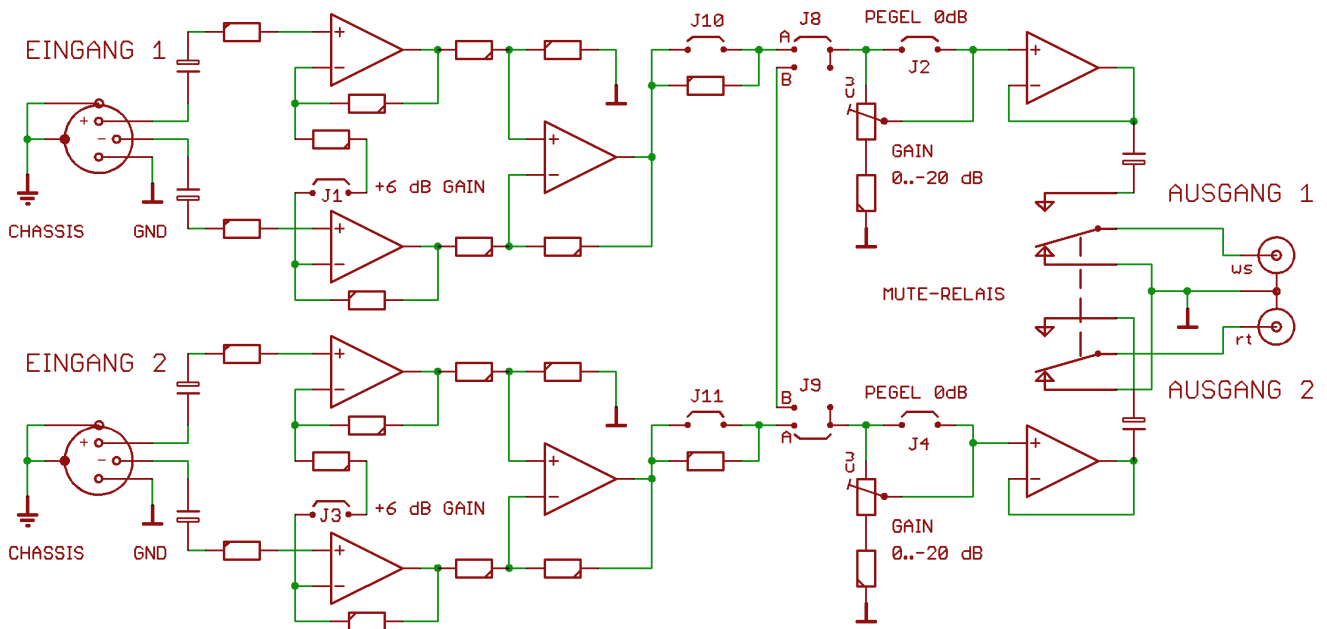 EINGANG 1
+
-
CHASSIS
GND
+
-
J1
+6 dB GAIN
+
-
+
-
J10
J8
A
B
PEGEL 0dB
J2
3U
GAIN
0..-20 dB
+
-
AUSGANG 1
ws
MUTE-RELAIS
rt
AUSGANG 2
EINGANG 2
+
-
CHASSIS
GND
+
-
J3
+6 dB GAIN
+
-
+
-
J11
J9
B
A
PEGEL 0dB
J4
3U
GAIN
0..-20 dB
+
-